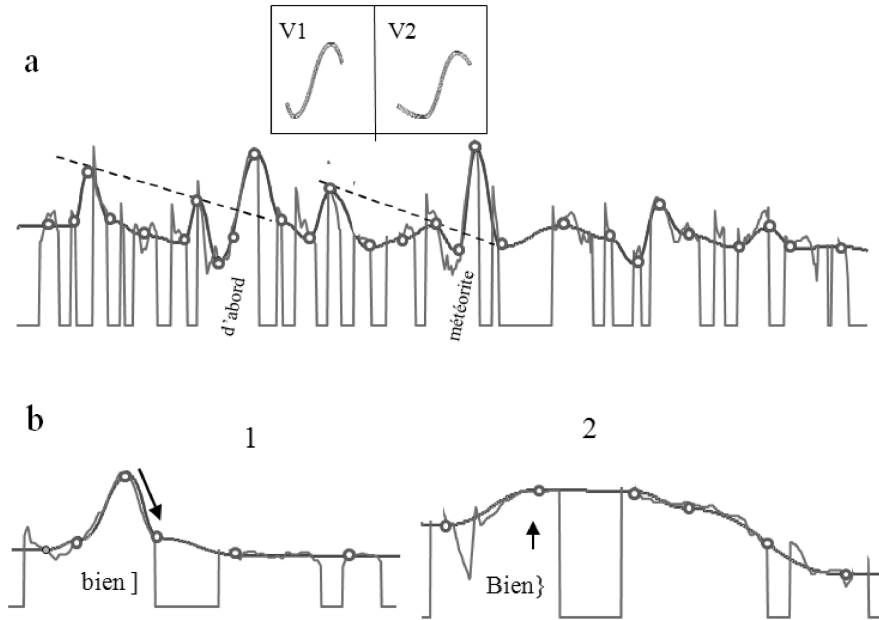 V1 V2
a
d'abord
météorite
b
1
2
bien ]
Bien}